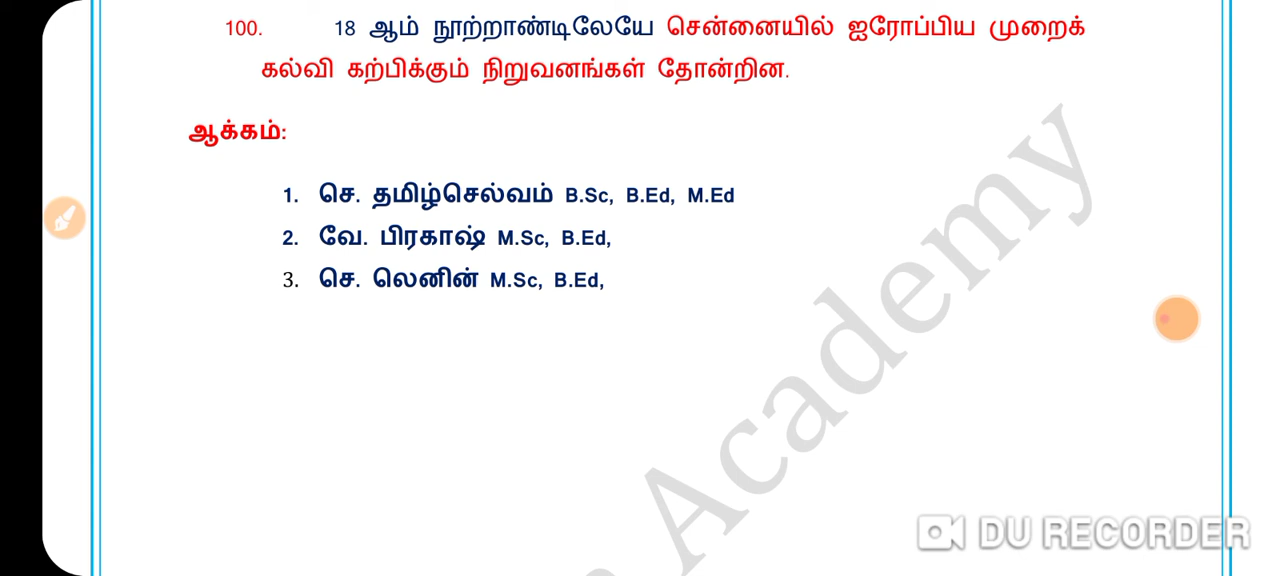 100. 18 ஆம் நூற்றாண்டிலேயே சென்னையில் ஐரோப்பிய முறைக்
கல்வி கற்பிக்கும் நிறுவனங்கள் தோன்றின.
ஆக்கம்:
1. செ. தமிழ்செல்வம் B.Sc, B.Ed, M.Ed
2. வே. பிரகாஷ் M.Sc, B.Ed,
3. செ. லெனின் M.Sc, B.Ed,
Academy
DU RECORDER